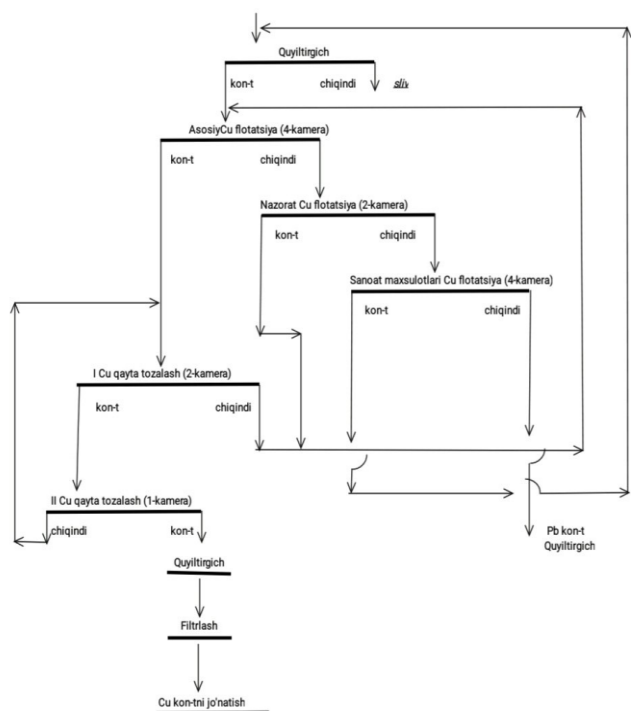 Quyiltirgich
kon-t chiqindi sliv
AsosiyCu flotatsiya (4-kamera)
kon-t chiqindi
Nazorat Cu flotatsiya (2-kamera)
kon-t chiqindi
Sanoat maxsulotlari Cu flotatsiya (4-kamera)
kon-t chiqindi
I Cu qayta tozalash (2-kamera)
kon-t chiqindi
II Cu qayta tozalash (1-kamera)
chiqindi kon-t
Pb kon-t
Quyiltirgich
Quyiltirgich
Filtrlash
Cu kon-tni jo'natish